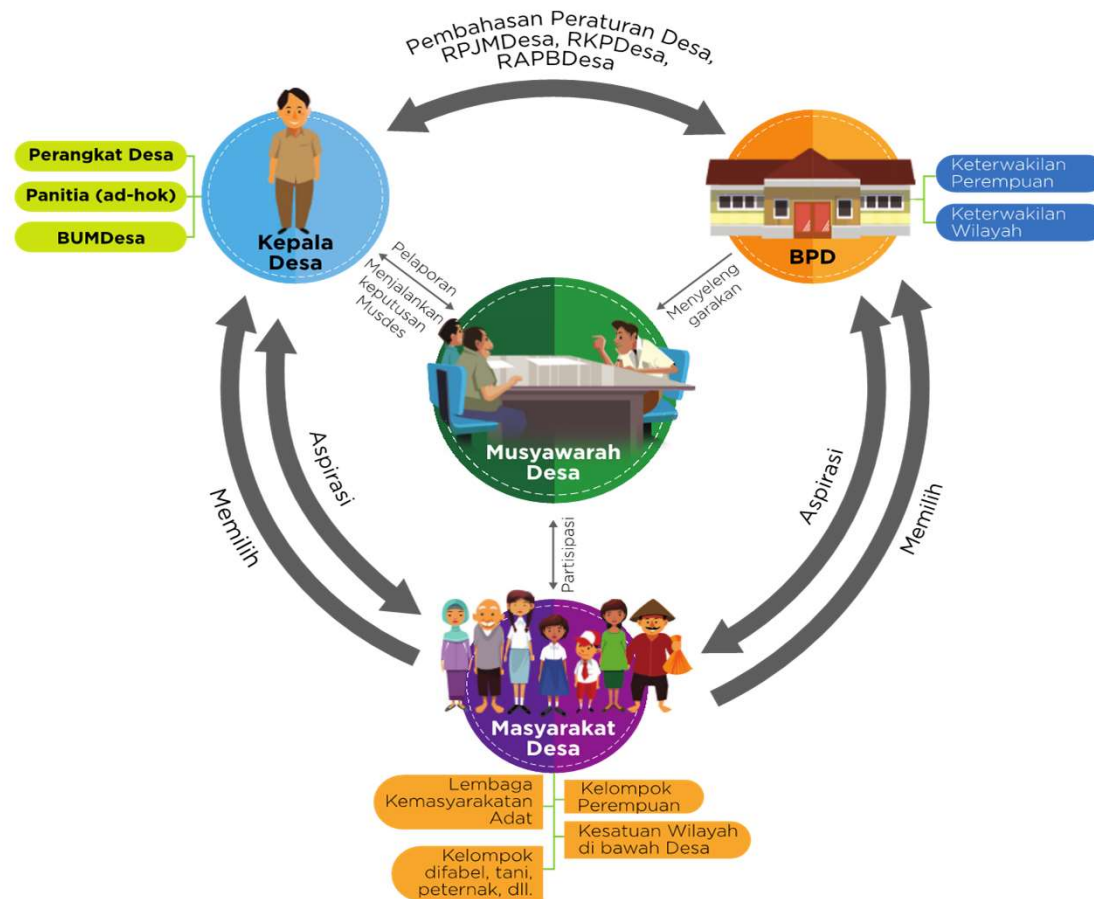 Pembahasan Peraturan Desa,
RPJMDesa, RKPDesa,
RAPBDesa
Perangkat Desa
Panitia (ad-hok)
BUMDesa
Kepala
Desa
BPD
Keterwakilan
Perempuan
Keterwakilan
Wilayah
Pelaporan
Menjalankan
keputusan
Musdes
Menyeleng
garakan
Musyawarah
Desa
Aspirasi
Memilih
Aspirasi
Memilih
Partisipasi
Masyarakat
Desa
Lembaga
Kemasyarakatan
Adat
Kelompok
Perempuan
Kesatuan Wilayah
di bawah Desa
Kelompok
difabel, tani,
peternak, dll.